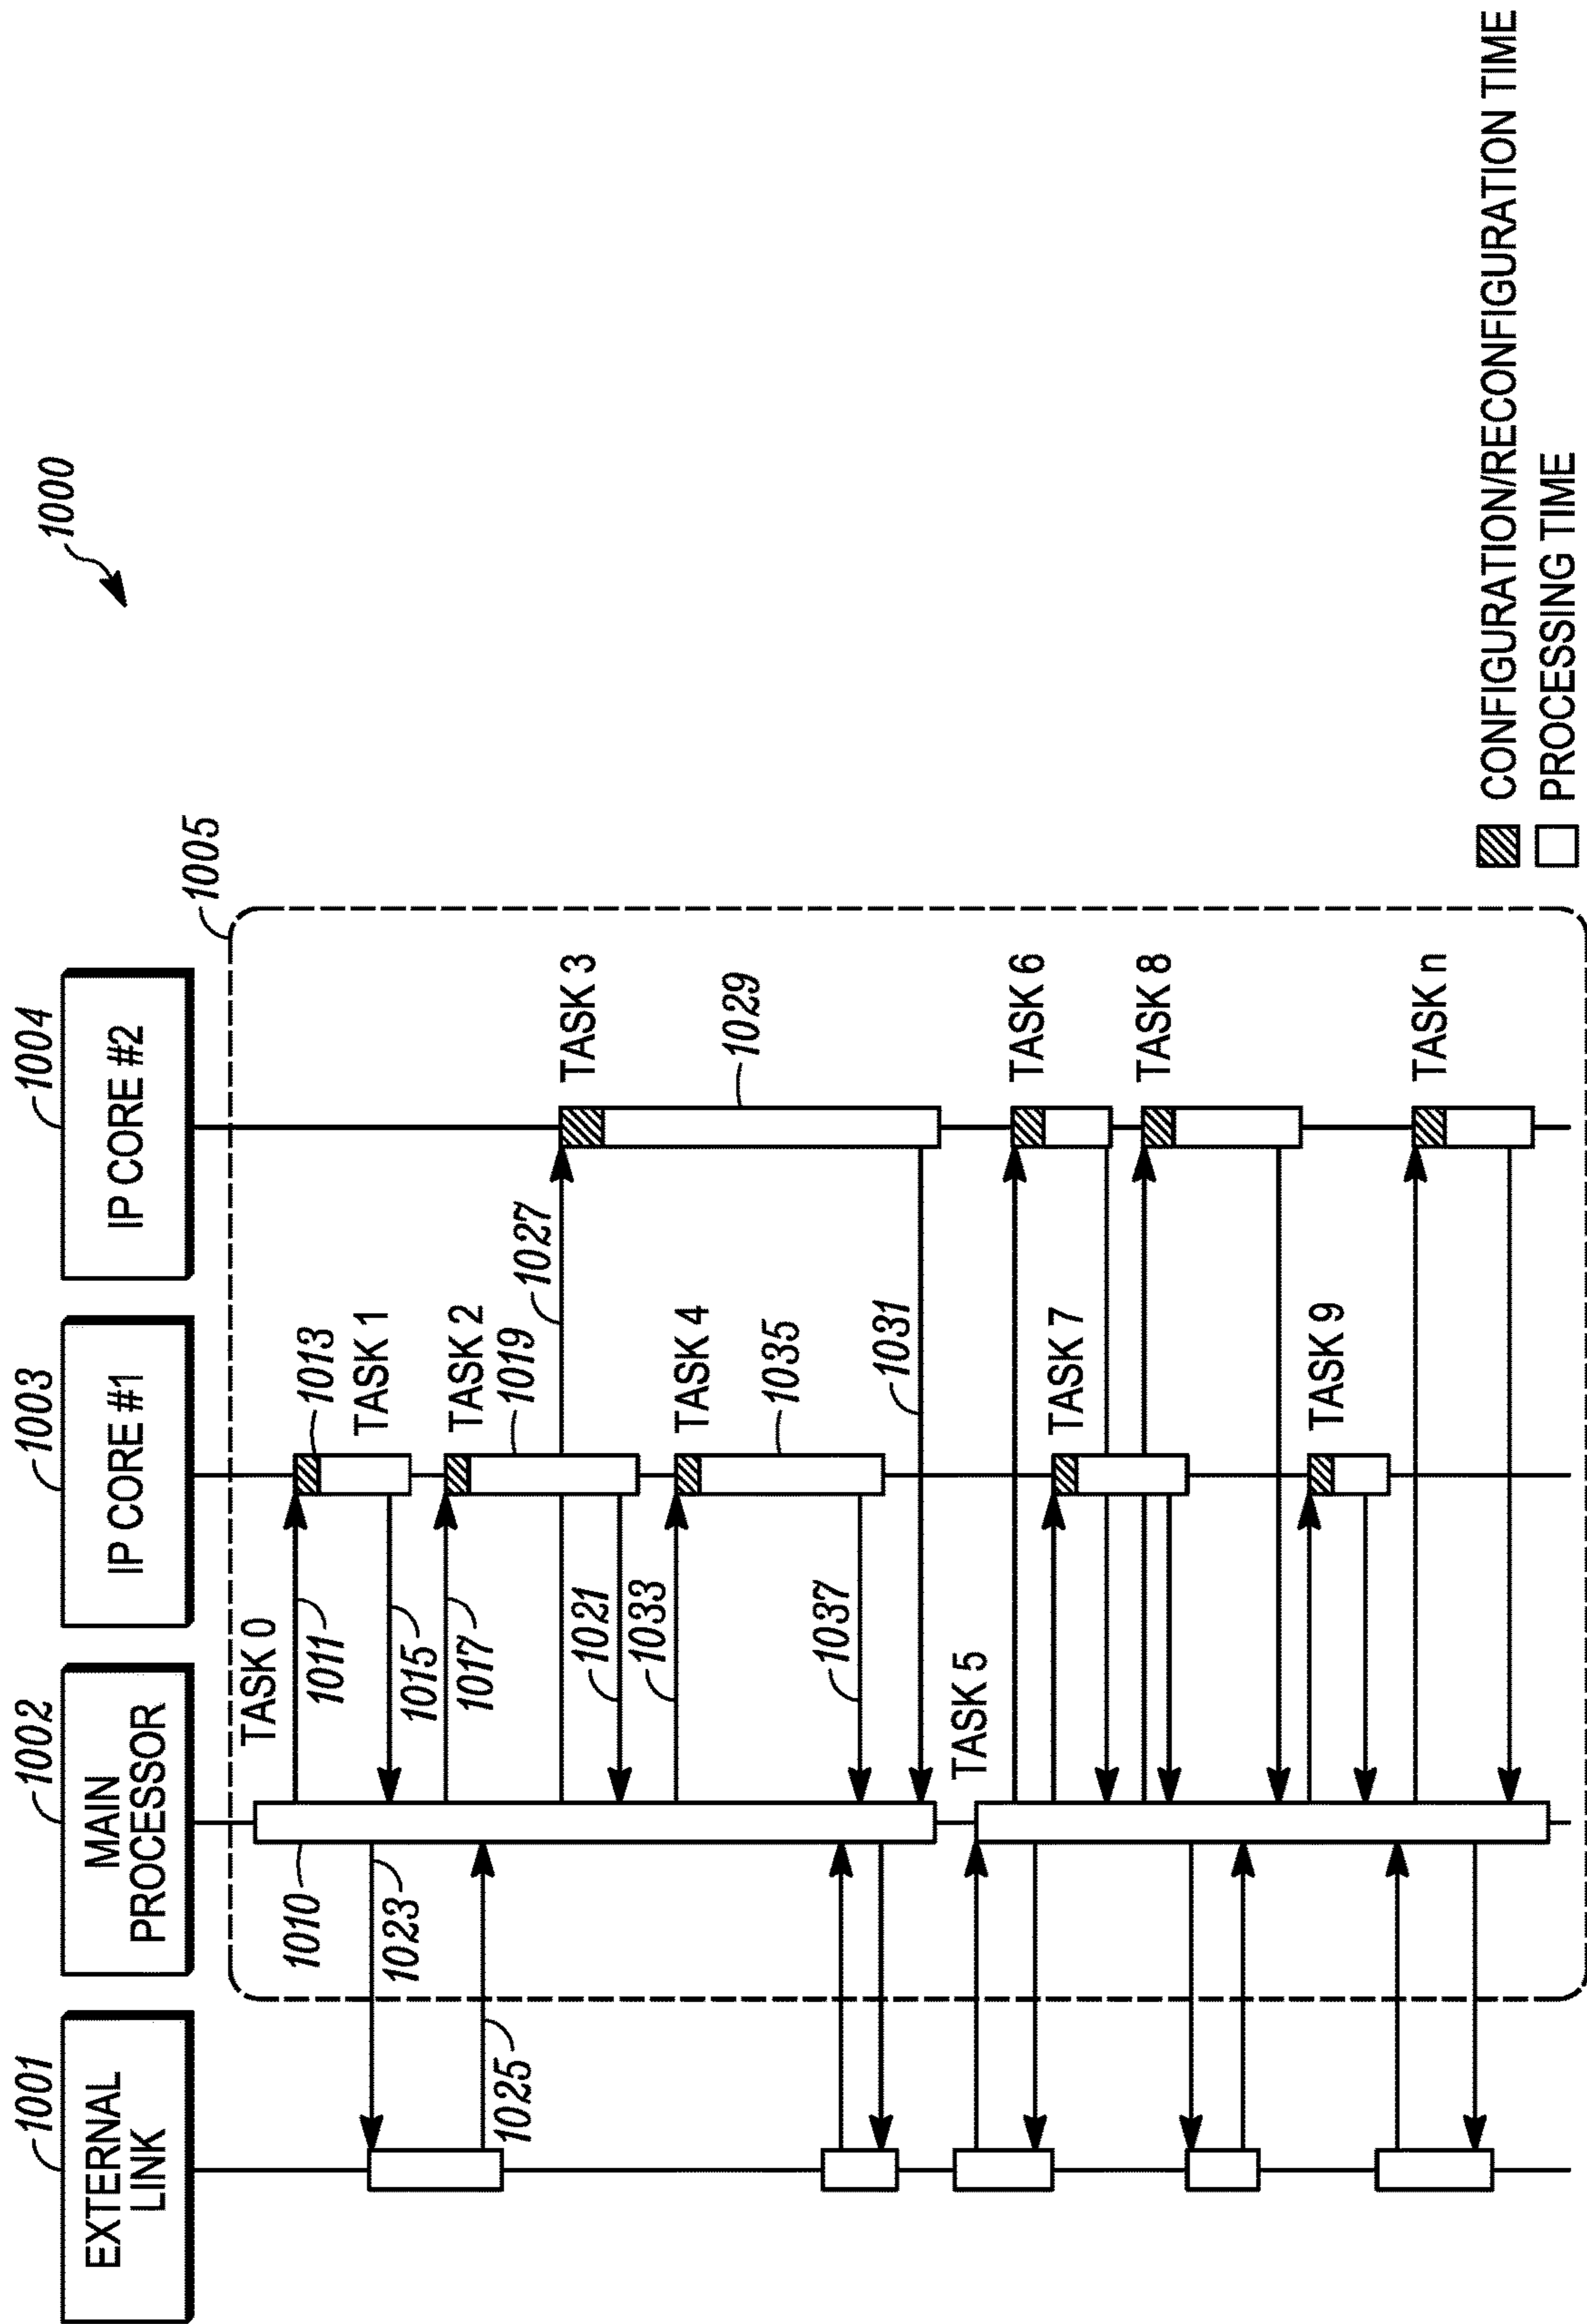 1000
1001
EXTERNAL
LINK
1002
MAIN
PROCESSOR
1003
IP CORE #1
1004
IP CORE #2
1005
TASK 0
1010
1011
1013
TASK 1
1023
1015
TASK 2
1017
1019
1025
1027
TASK 3
1021
1029
1033
TASK 4
1035
1037
1031
TASK 5
TASK 6
TASK 7
TASK 8
TASK 9
TASK n
CONFIGURATION/RECONFIGURATION TIME
PROCESSING TIME